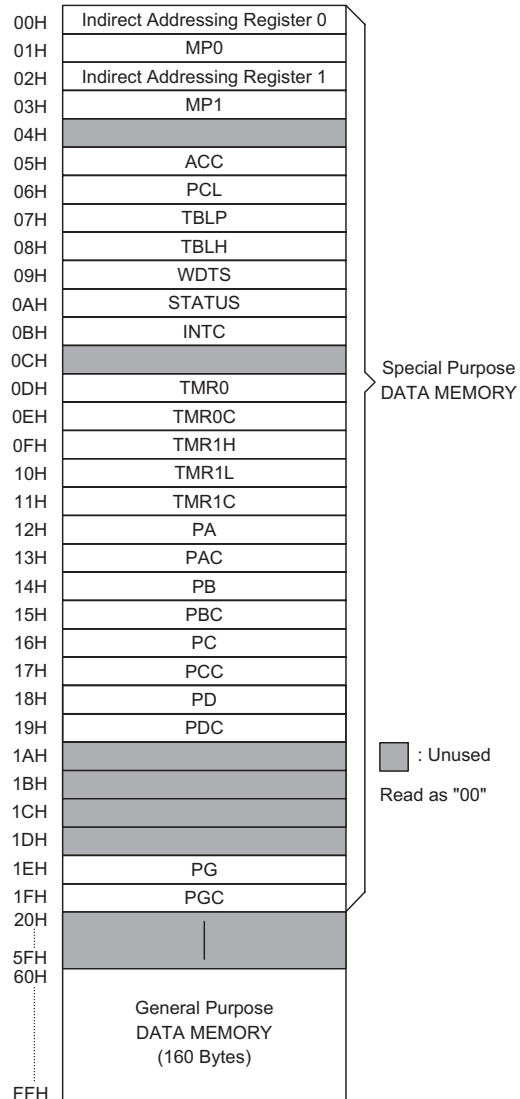 00H Indirect Addressing Register 0
01H MP0
02H Indirect Addressing Register 1
03H MP1
04H
05H ACC
06H PCL
07H TBLP
08H TBLH
09H WDTS
0AH STATUS
0BH INTC
0CH
Special Purpose
DATA MEMORY
0DH TMR0
0EH TMR0C
0FH TMR1H
10H TMR1L
11H TMR1C
12H PA
13H PAC
14H PB
15H PBC
16H PC
17H PCC
18H PD
19H PDC
1AH
: Unused
1BH
Read as "00"
1CH
1DH
1EH PG
1FH PGC
20H
5FH
60H
General Purpose
DATA MEMORY
(160 Bytes)
FFH